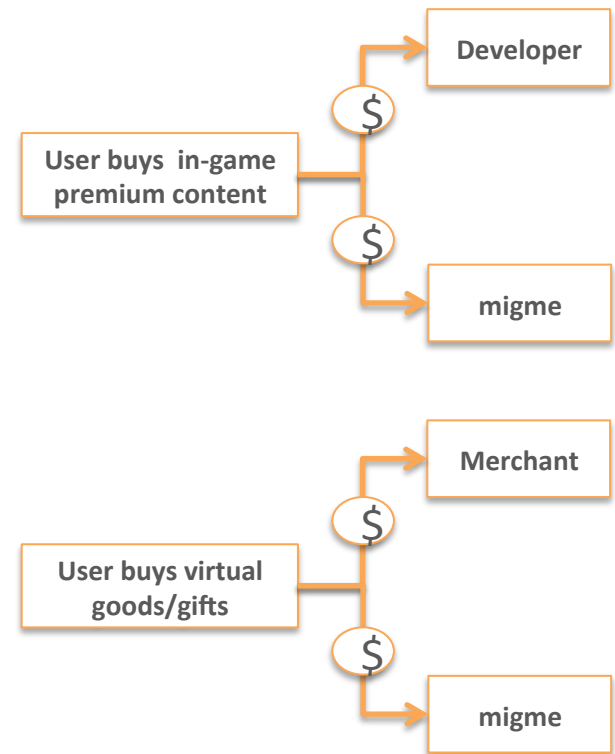 Developer
$
User buys in-game
premium content
$
migme
Merchant
$
User buys virtual
goods/gifts
$
migme